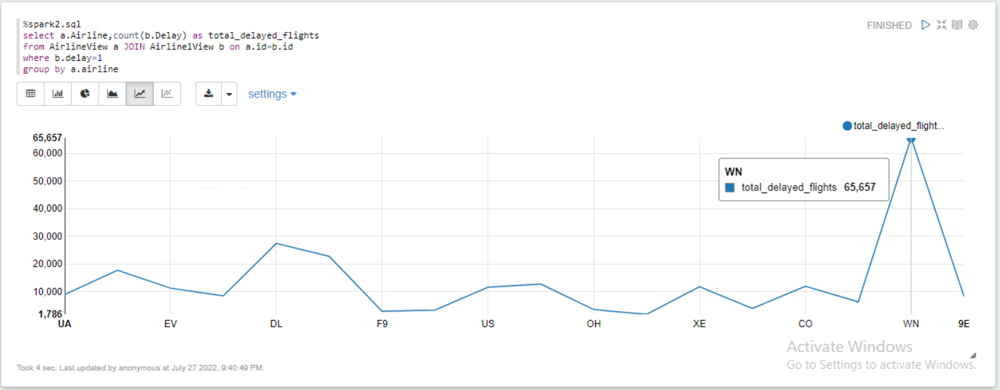 %spark2.sql
select a.Airline,count(b.Delay) as total_delayed_flights
from AirlineView a JOIN Airline1View b on a.id=b.id
where b.delay=1
group by a.airline
FINISHED
settings
total_delayed_flight...
65,657
60,000
50,000
40,000
30,000
20,000
10,000
1,786
WN
total_delayed_flights 65,657
UA EV DL F9 US OH XE CO WN 9E
Activate Windows
Go to Settings to activate Windows.
Took 4 sec. Last updated by anonymous at July 27 2022, 9:40:49 PM.